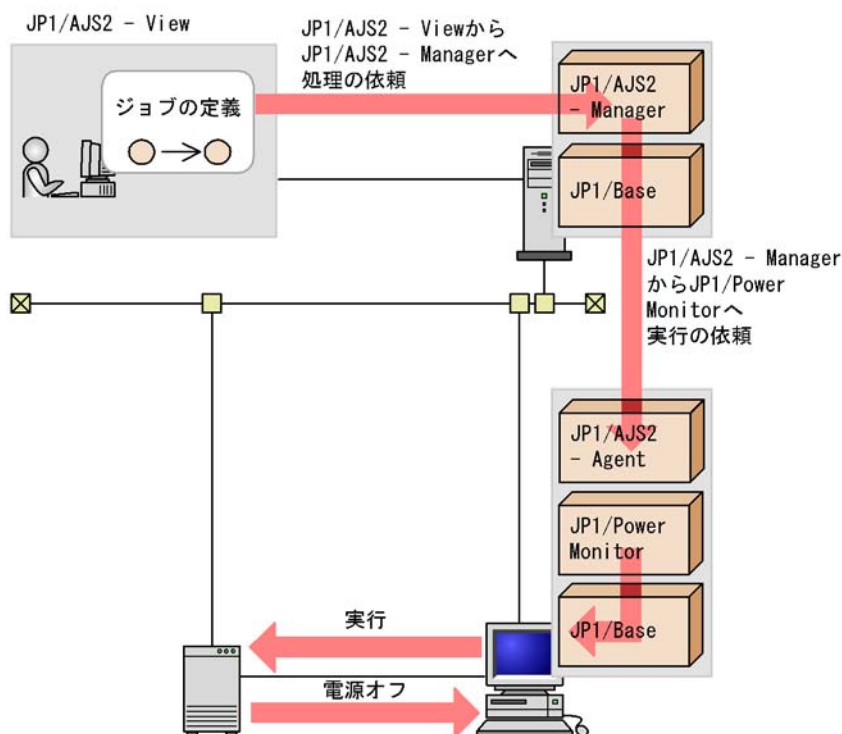 JP1/AJS2 - View
JP1/AJS2 - Viewから
JP1/AJS2 - Managerへ
処理の依頼
ジョブの定義
JP1/AJS2
- Manager
JP1/Base
JP1/AJS2 - Manager
からJP1/Power
Monitorへ
実行の依頼
JP1/AJS2
- Agent
JP1/Power
Monitor
JP1/Base
実行
電源オフ